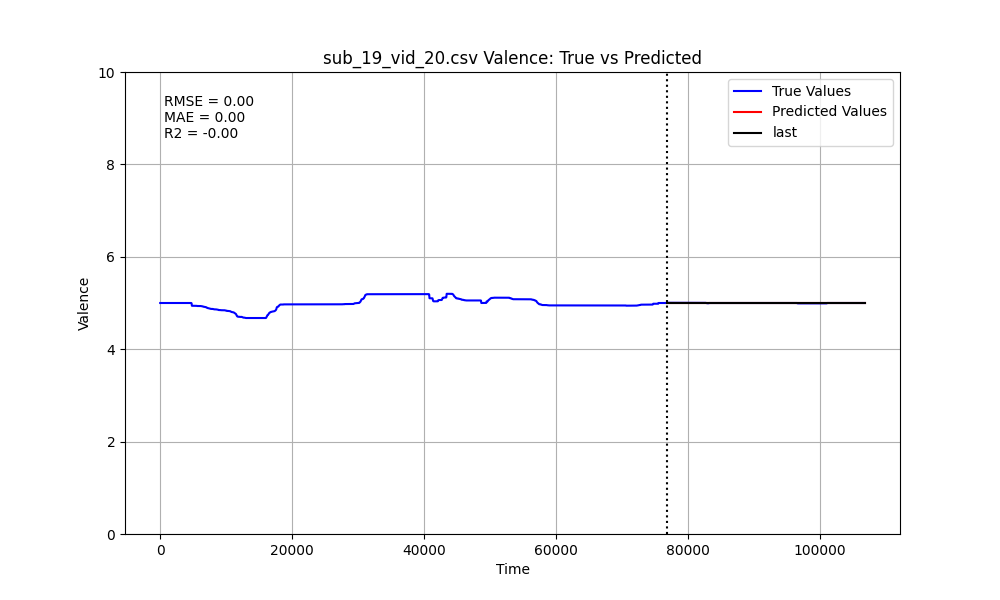 sub_19_vid_20.csv Valence: True vs Predicted
RMSE = 0.00
MAE = 0.00
R2 = -0.00
True Values
Predicted Values
last
10
8
6
4
2
0
Valence
0
20000
40000
60000
80000
100000
Time